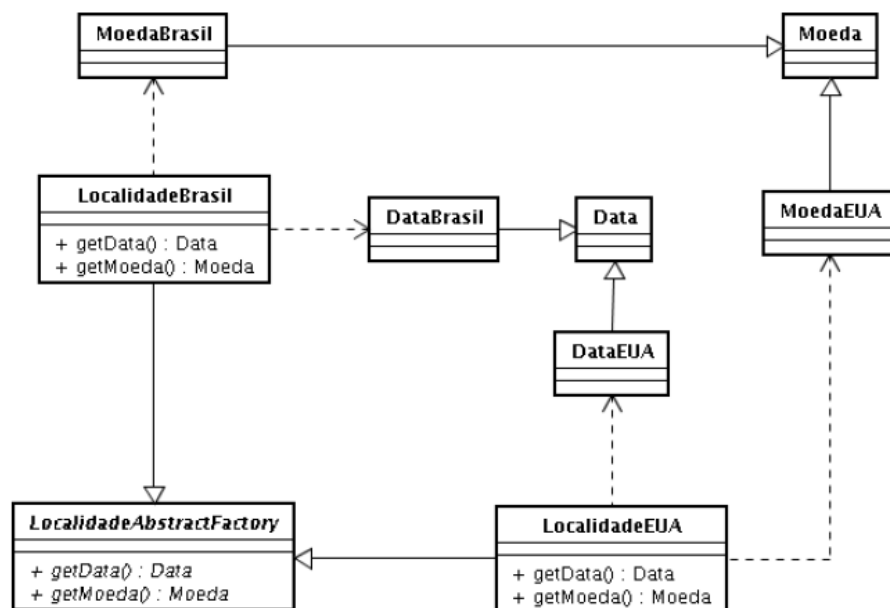 MoedaBrasil
Moeda
LocalidadeBrasil
+ getData() : Data
+ getMoeda() : Moeda
DataBrasil
Data
MoedaEUA
DataEUA
LocalidadeAbstractFactory
+ getData() : Data
+ getMoeda() : Moeda
LocalidadeEUA
+ getData() : Data
+ getMoeda() : Moeda